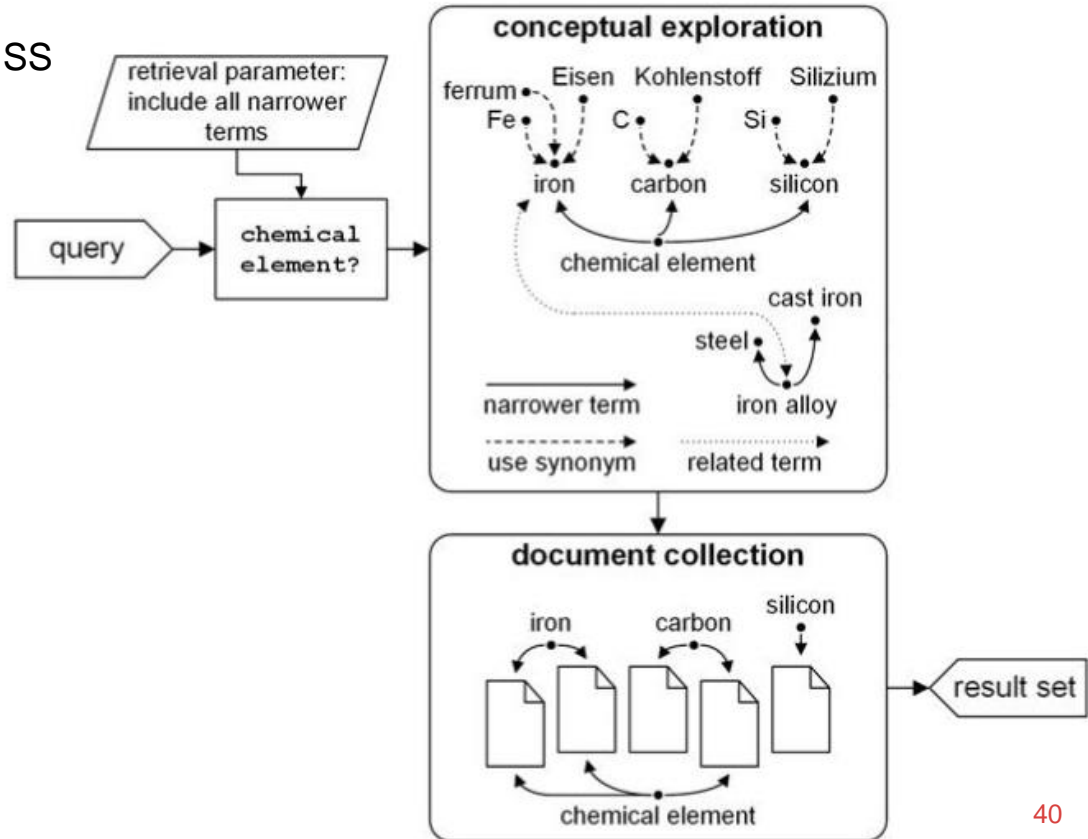 ss
retrieval parameter:
include all narrower
terms
query
chemical
element?
conceptual exploration
Eisen Kohlenstoff Silizium
ferrum
Fe C Si
iron carbon silicon
chemical element
cast iron
steel
iron alloy
narrower term
use synonym related term
document collection
iron carbon silicon
chemical element
result set
40